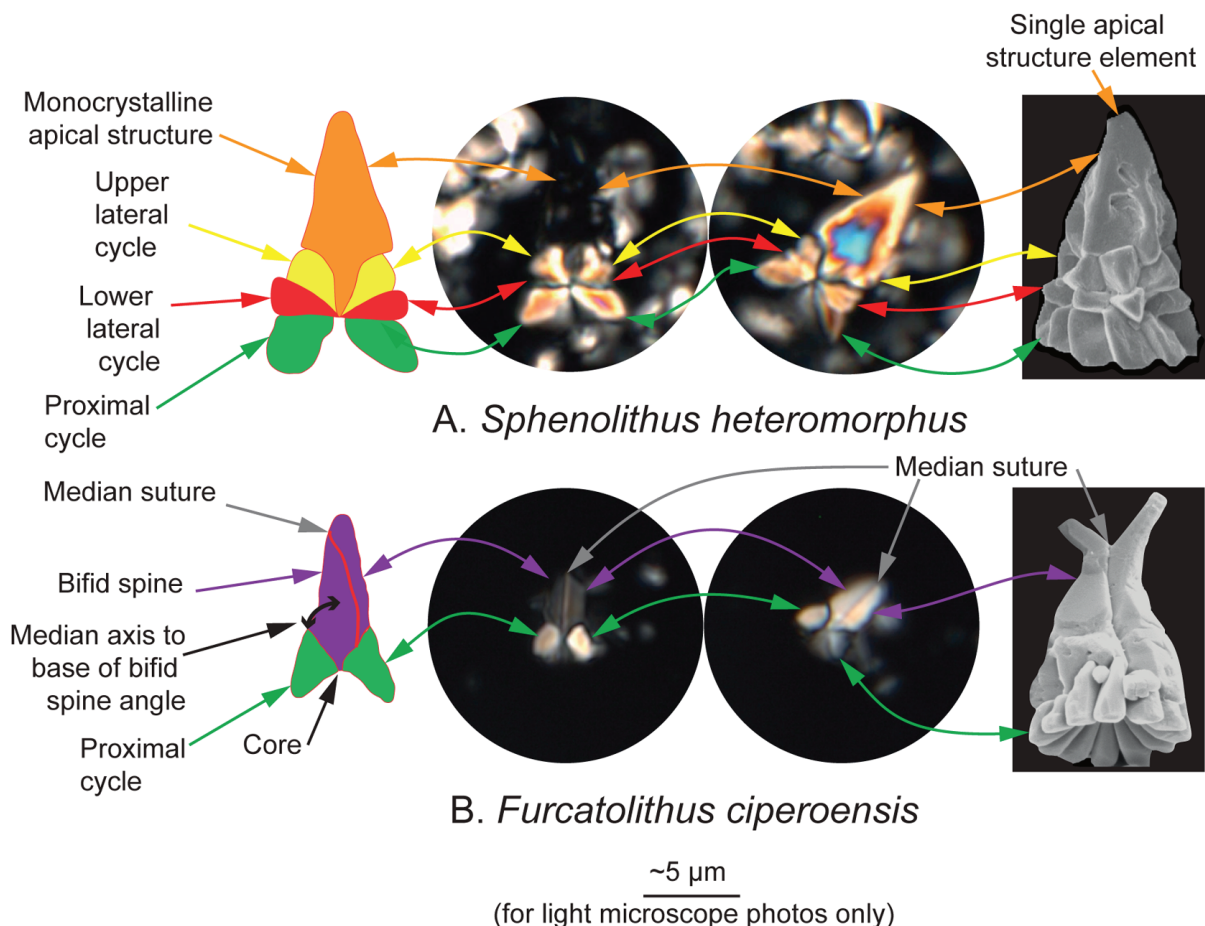 Single apical
structure element
Monocrystalline
apical structure
Upper
lateral
cycle
Lower
lateral
cycle
Proximal
cycle
A. Sphenolithus heteromorphus
Median suture
Median suture
Bifid spine
Median axis to
base of bifid
spine angle
Proximal
cycle
Core
B. Furcatolithus ciperoensis
~5 µm
(for light microscope photos only)